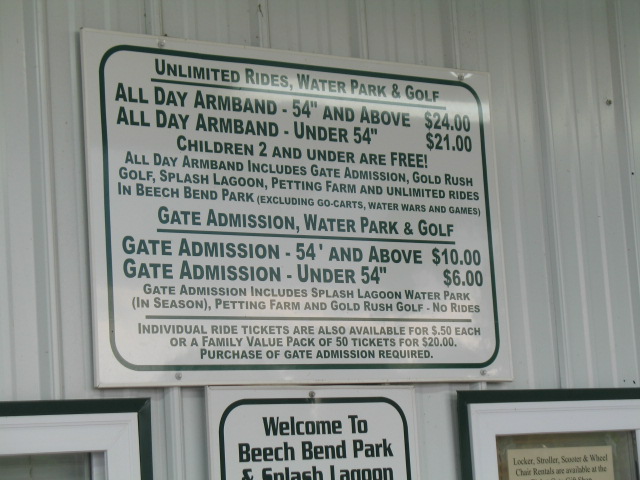 UNLIMITED RIDES, WATER PARK & GOLF
ALL DAY ARMBAND - 54" AND ABOVE $24.00
ALL DAY ARMBAND - UNDER 54" $21.00
CHILDREN 2 AND UNDER ARE FREE!
ALL DAY ARMBAND INCLUDES GATE ADMISSION, GOLD RUSH
GOLF, SPLASH LAGOON, PETTING FARM AND UNLIMITED RIDES
IN BEECH BEND PARK (EXCLUDING GO-CARTS, WATER WARS AND GAMES)
GATE ADMISSION, WATER PARK & GOLF
GATE ADMISSION - 54' AND ABOVE $10.00
GATE ADMISSION - UNDER 54" $6.00
GATE ADMISSION INCLUDES SPLASH LAGOON WATER PARK
(IN SEASON), PETTING FARM AND GOLD RUSH GOLF - NO RIDES
INDIVIDUAL RIDE TICKETS ARE ALSO AVAILABLE FOR $.50 EACH
OR A FAMILY VALUE PACK OF 50 TICKETS FOR $20.00.
PURCHASE OF GATE ADMISSION REQUIRED.
Welcome To
Beech Bend Park
& Splash Lagoon
Locker, Stroller, Scooter & Wheel
Chair Rentals are available at the